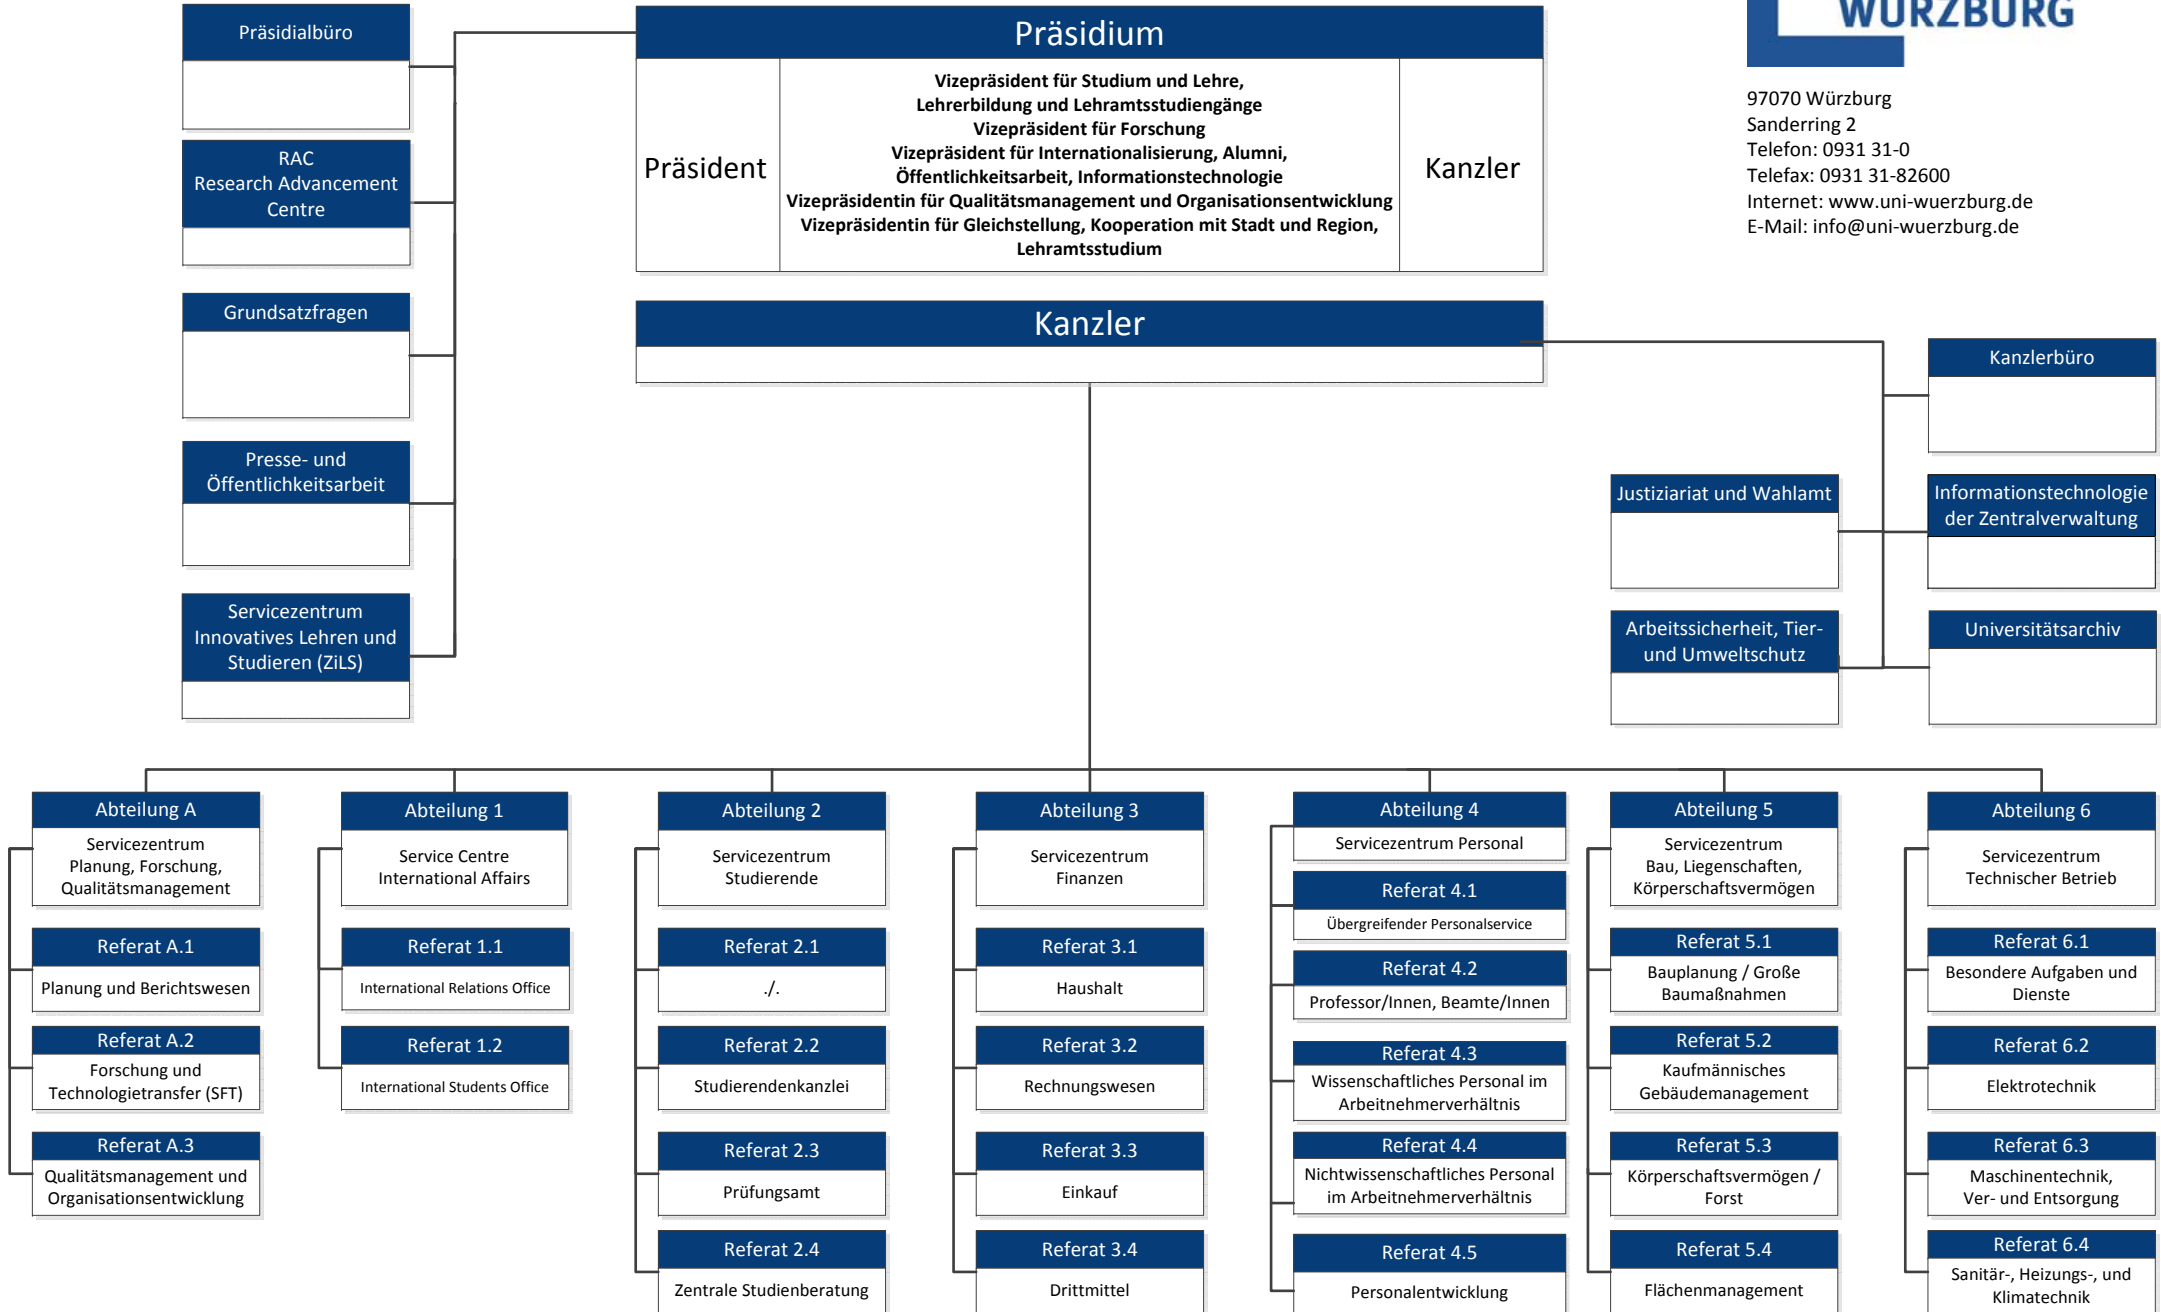 WÜRZBURG
97070 Würzburg
Sanderring 2
Telefon: 0931 31-0
Telefax: 0931 31-82600
Internet: www.uni-wuerzburg.de
E-Mail: info@uni-wuerzburg.de
Präsidium
Präsident
Vizepräsident für Studium und Lehre,
Lehrerbildung und Lehramtsstudiengänge
Vizepräsident für Forschung
Vizepräsident für Internationalisierung, Alumni,
Öffentlichkeitsarbeit, Informationstechnologie
Vizepräsidentin für Qualitätsmanagement und Organisationsentwicklung
Vizepräsidentin für Gleichstellung, Kooperation mit Stadt und Region,
Lehramtsstudium
Kanzler
Präsidialbüro
RAC
Research Advancement
Centre
Grundsatzfragen
Presse- und
Öffentlichkeitsarbeit
Servicezentrum
Innovatives Lehren und
Studieren (ZiLS)
Kanzler
Kanzlerbüro
Justiziariat und Wahlamt
Informationstechnologie
der Zentralverwaltung
Arbeitssicherheit, Tier-
und Umweltschutz
Universitätsarchiv
Abteilung A
Servicezentrum
Planung, Forschung,
Qualitätsmanagement
Referat A.1
Planung und Berichtswesen
Referat A.2
Forschung und
Technologietransfer (SFT)
Referat A.3
Qualitätsmanagement und
Organisationsentwicklung
Abteilung 1
Service Centre
International Affairs
Referat 1.1
International Relations Office
Referat 1.2
International Students Office
Abteilung 2
Servicezentrum
Studierende
Referat 2.1
./.
Referat 2.2
Studierendenkanzlei
Referat 2.3
Prüfungsamt
Referat 2.4
Zentrale Studienberatung
Abteilung 3
Servicezentrum
Finanzen
Referat 3.1
Haushalt
Referat 3.2
Rechnungswesen
Referat 3.3
Einkauf
Referat 3.4
Drittmittel
Abteilung 4
Servicezentrum Personal
Referat 4.1
Übergreifender Personalservice
Referat 4.2
Professor/Innen, Beamte/Innen
Referat 4.3
Wissenschaftliches Personal im
Arbeitnehmerverhältnis
Referat 4.4
Nichtwissenschaftliches Personal
im Arbeitnehmerverhältnis
Referat 4.5
Personalentwicklung
Abteilung 5
Servicezentrum
Bau, Liegenschaften,
Körperschaftsvermögen
Referat 5.1
Bauplanung / Große
Baumaßnahmen
Referat 5.2
Kaufmännisches
Gebäudemanagement
Referat 5.3
Körperschaftsvermögen /
Forst
Referat 5.4
Flächenmanagement
Abteilung 6
Servicezentrum
Technischer Betrieb
Referat 6.1
Besondere Aufgaben und
Dienste
Referat 6.2
Elektrotechnik
Referat 6.3
Maschinentechnik,
Ver- und Entsorgung
Referat 6.4
Sanitär-, Heizungs-, und
Klimatechnik